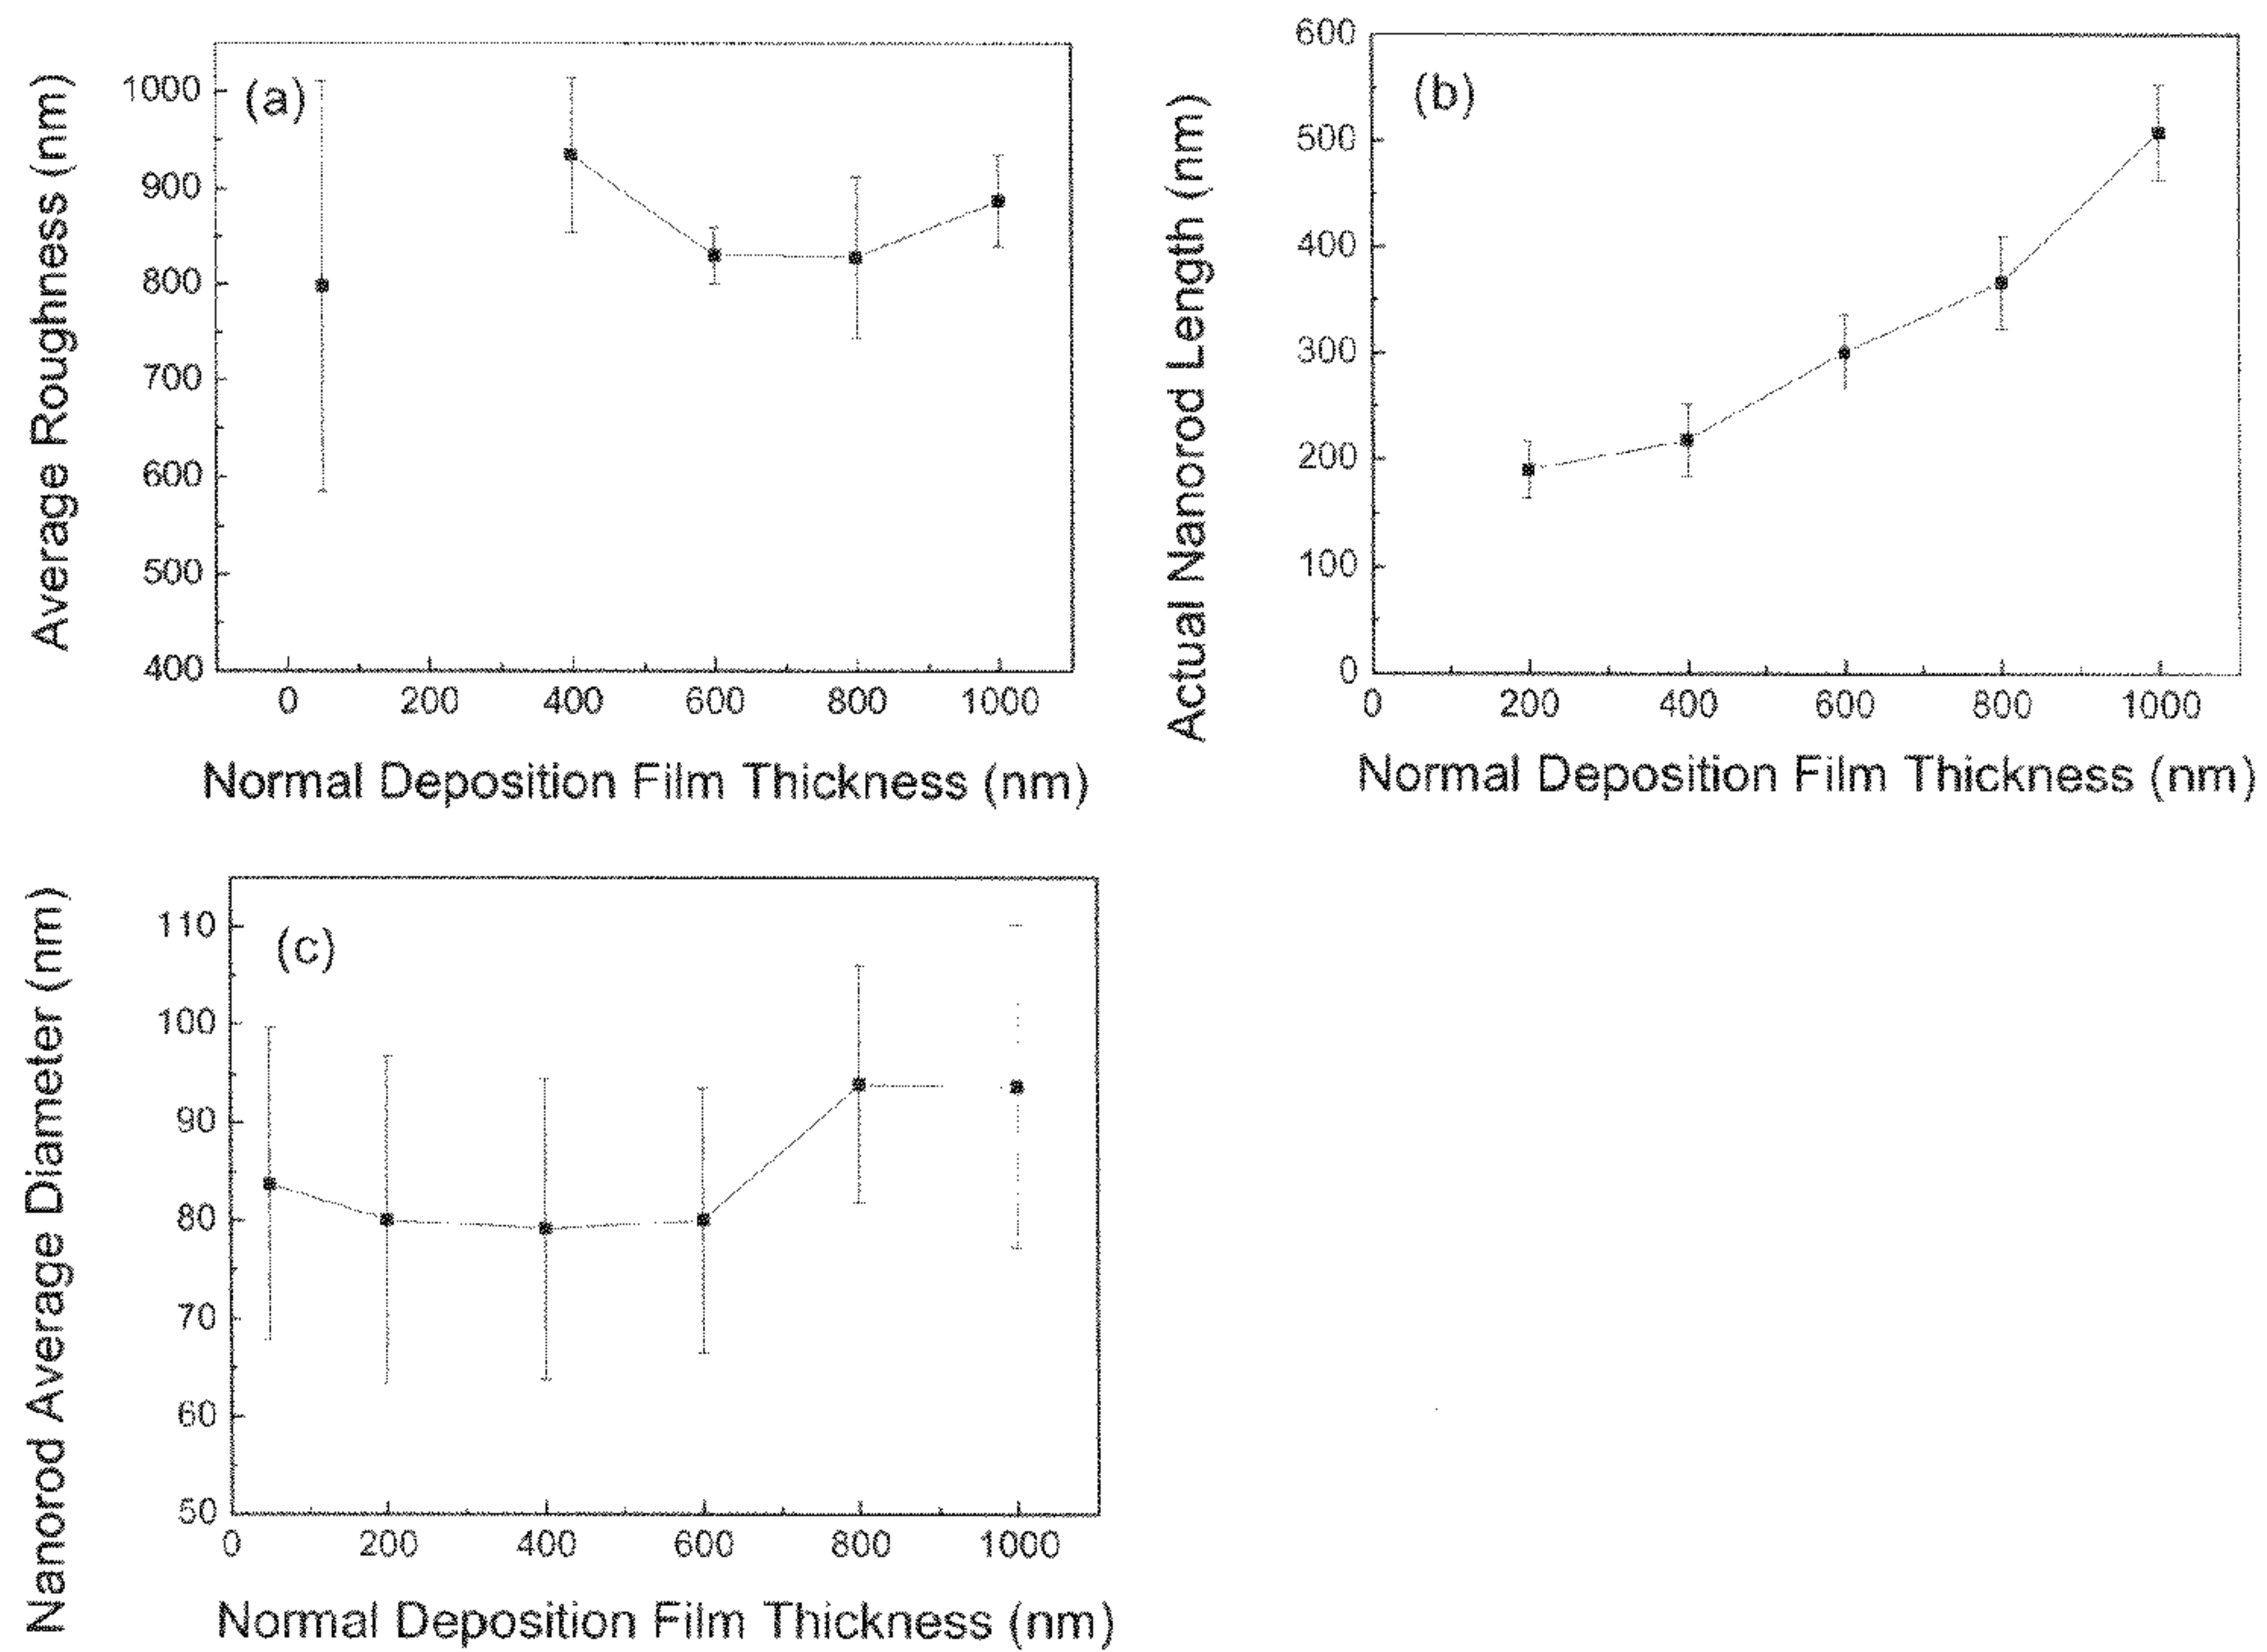 (a)
Average Roughness (nm)
1000
900
800
700
600
500
400
0 200 400 600 800 1000
Normal Deposition Film Thickness (nm)
(b)
Actual Nanorod Length (nm)
600
500
400
300
200
100
0
0 200 400 600 800 1000
Normal Deposition Film Thickness (nm)
(c)
Nanorod Average Diameter (nm)
110
100
90
80
70
60
50
0 200 400 600 800 1000
Normal Deposition Film Thickness (nm)